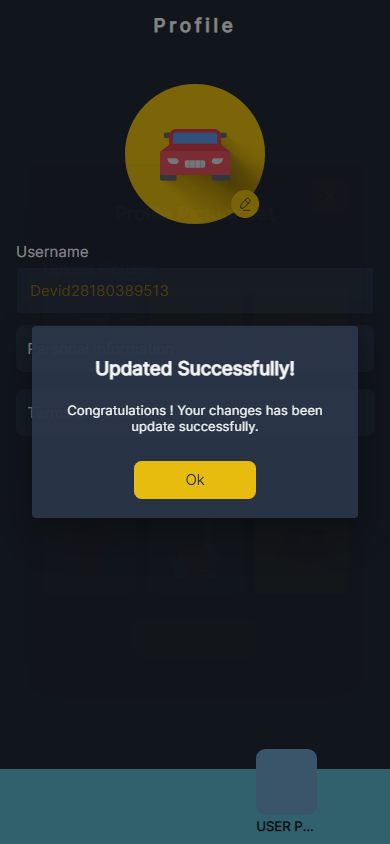 Profile
Username
Devid28180389513
Updated Successfully!
Congratulations ! Your changes has been
update successfully.
Ok
USER P...